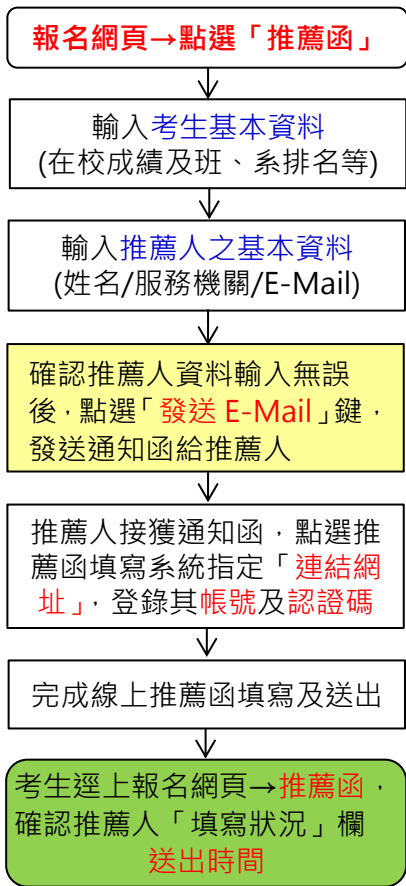 報名網頁→點選「推薦函」
輸入考生基本資料
(在校成績及班、系排名等)
輸入推薦人之基本資料
(姓名/服務機關/E-Mail)
確認推薦人資料輸入無誤
後，點選「發送 E-Mail」鍵，
發送通知函給推薦人
推薦人接獲通知函，點選推
薦函填寫系統指定「連結網
址」，登錄其帳號及認證碼
完成線上推薦函填寫及送出
考生逕上報名網頁→推薦函，
確認推薦人「填寫狀況」欄
送出時間